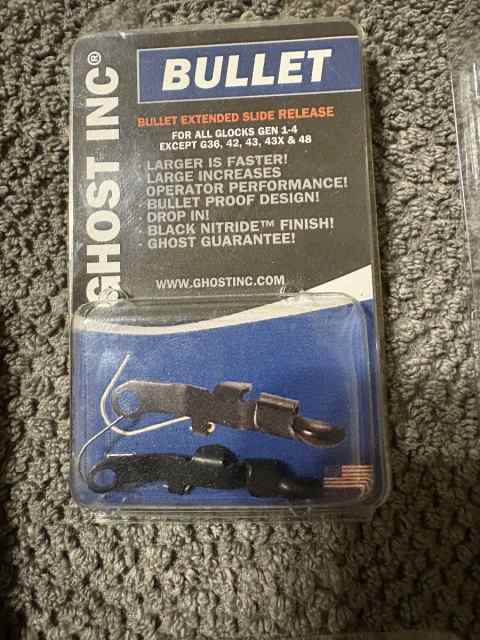 GHOST INC®
BULLET
BULLET EXTENDED SLIDE RELEASE
FOR ALL GLOCKS GEN 1-4
EXCEPT G36, 42, 43, 43X & 48
· LARGER IS FASTER!
· LARGE INCREASES
OPERATOR PERFORMANCE!
· BULLET PROOF DESIGN!
· DROP IN!
· BLACK NITRIDE™ FINISH!
· GHOST GUARANTEE!
WWW.GHOSTINC.COM